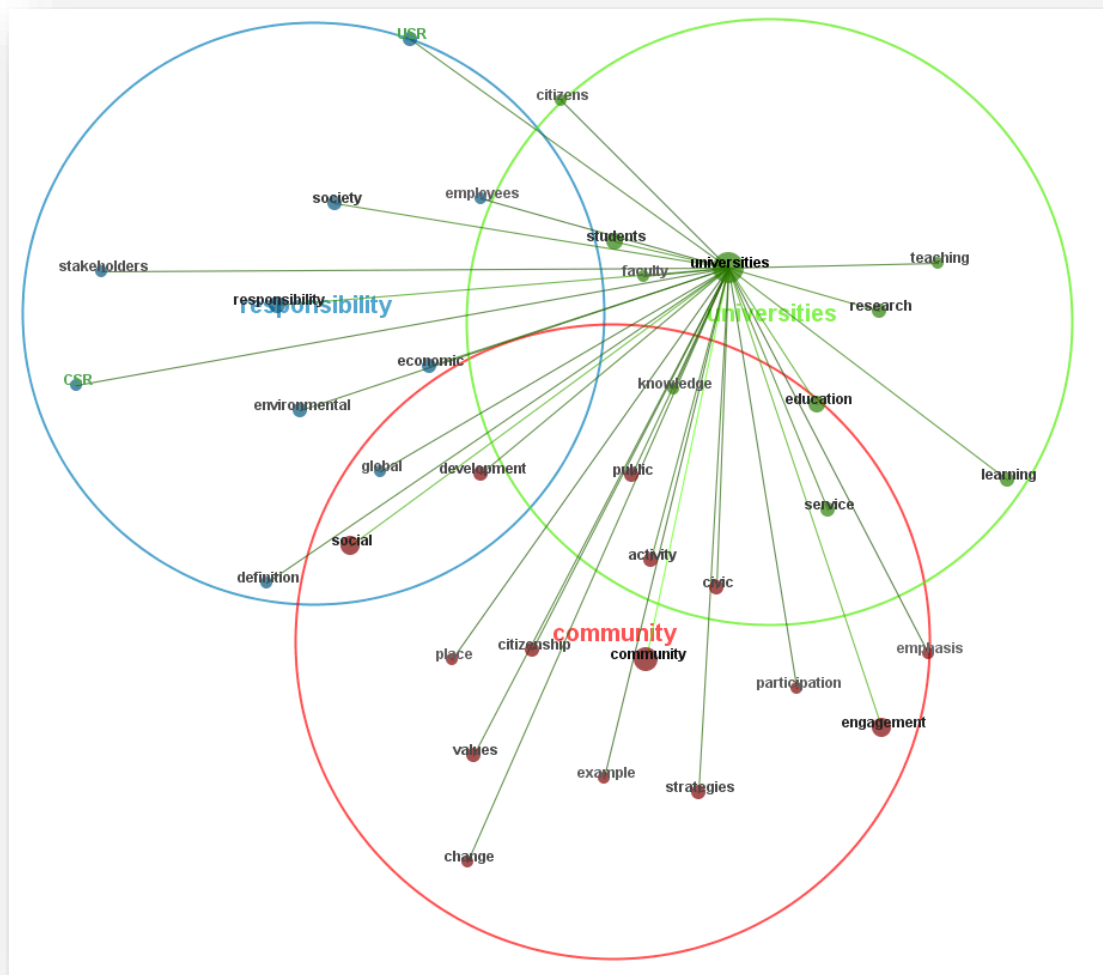 USR
citizens
society
employees
students
universities
teaching
stakeholders
faculty
responsibility
responsibility
research
universities
economic
CSR
knowledge
environmental
education
global
development
public
learning
service
social
activity
definition
civic
community
citizenship
place
community
emphasis
participation
engagement
values
example
strategies
change